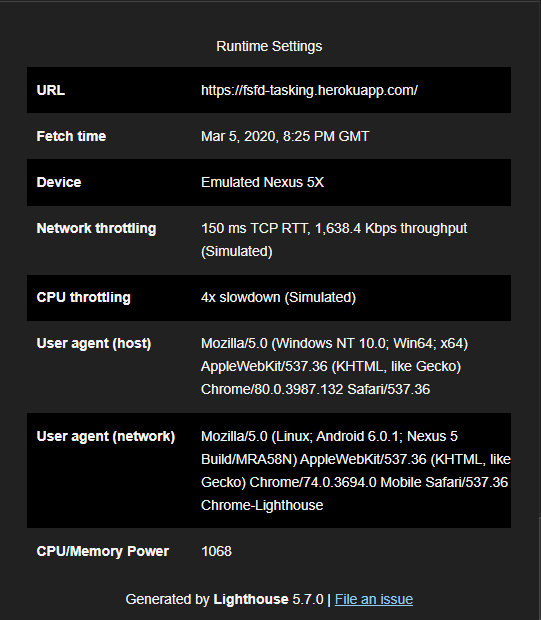 Runtime Settings
URL https://fsfd-tasking.herokuapp.com/
Fetch time Mar 5, 2020, 8:25 PM GMT
Device Emulated Nexus 5X
Network throttling 150 ms TCP RTT, 1,638.4 Kbps throughput
(Simulated)
CPU throttling 4x slowdown (Simulated)
User agent (host) Mozilla/5.0 (Windows NT 10.0; Win64; x64)
AppleWebKit/537.36 (KHTML, like Gecko)
Chrome/80.0.3987.132 Safari/537.36
User agent (network) Mozilla/5.0 (Linux; Android 6.0.1; Nexus 5
Build/MRA58N) AppleWebKit/537.36 (KHTML, like
Gecko) Chrome/74.0.3694.0 Mobile Safari/537.36
Chrome-Lighthouse
CPU/Memory Power 1068
Generated by Lighthouse 5.7.0 | File an issue